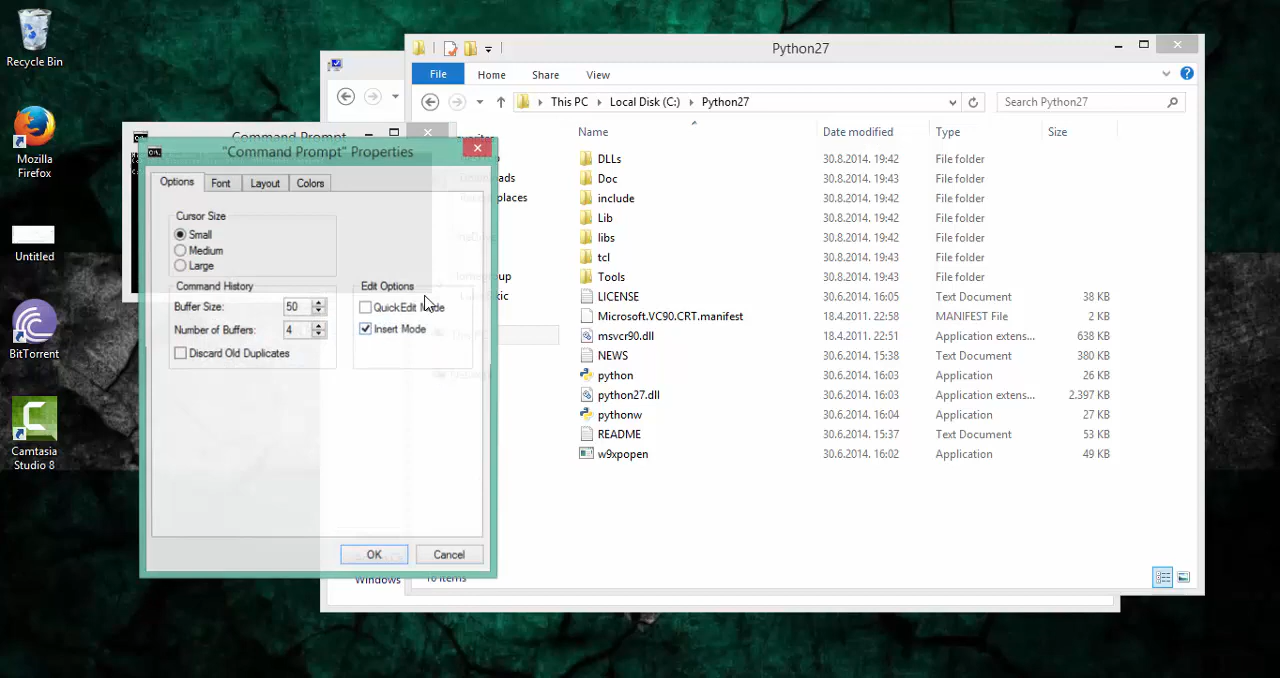 Recycle Bin
Mozilla
Firefox
Untitled
BitTorrent
Camtasia
Studio 8
Command Prompt
"Command Prompt" Properties
Options
Font
Layout
Colors
Cursor Size
Small
Medium
Large
Command History
Buffer Size: 50
Number of Buffers: 4
Discard Old Duplicates
Edit Options
QuickEdit Mode
Insert Mode
OK
Cancel
Windows
Python27
File
Home
Share
View
This PC
Local Disk (C:)
Python27
Search Python27
Name Date modified Type Size
DLLs 30.8.2014. 19:42 File folder
Doc 30.8.2014. 19:43 File folder
include 30.8.2014. 19:42 File folder
Lib 30.8.2014. 19:43 File folder
libs 30.8.2014. 19:42 File folder
tcl 30.8.2014. 19:42 File folder
Tools 30.8.2014. 19:43 File folder
LICENSE 30.6.2014. 16:05 Text Document 38 KB
Microsoft.VC90.CRT.manifest 18.4.2011. 22:58 MANIFEST File 2 KB
msvcr90.dll 18.4.2011. 22:51 Application extens... 638 KB
NEWS 30.6.2014. 15:38 Text Document 380 KB
python 30.6.2014. 16:03 Application 26 KB
python27.dll 30.6.2014. 16:03 Application extens... 2.397 KB
pythonw 30.6.2014. 16:04 Application 27 KB
README 30.6.2014. 15:37 Text Document 53 KB
w9xpopen 30.6.2014. 16:02 Application 49 KB
items